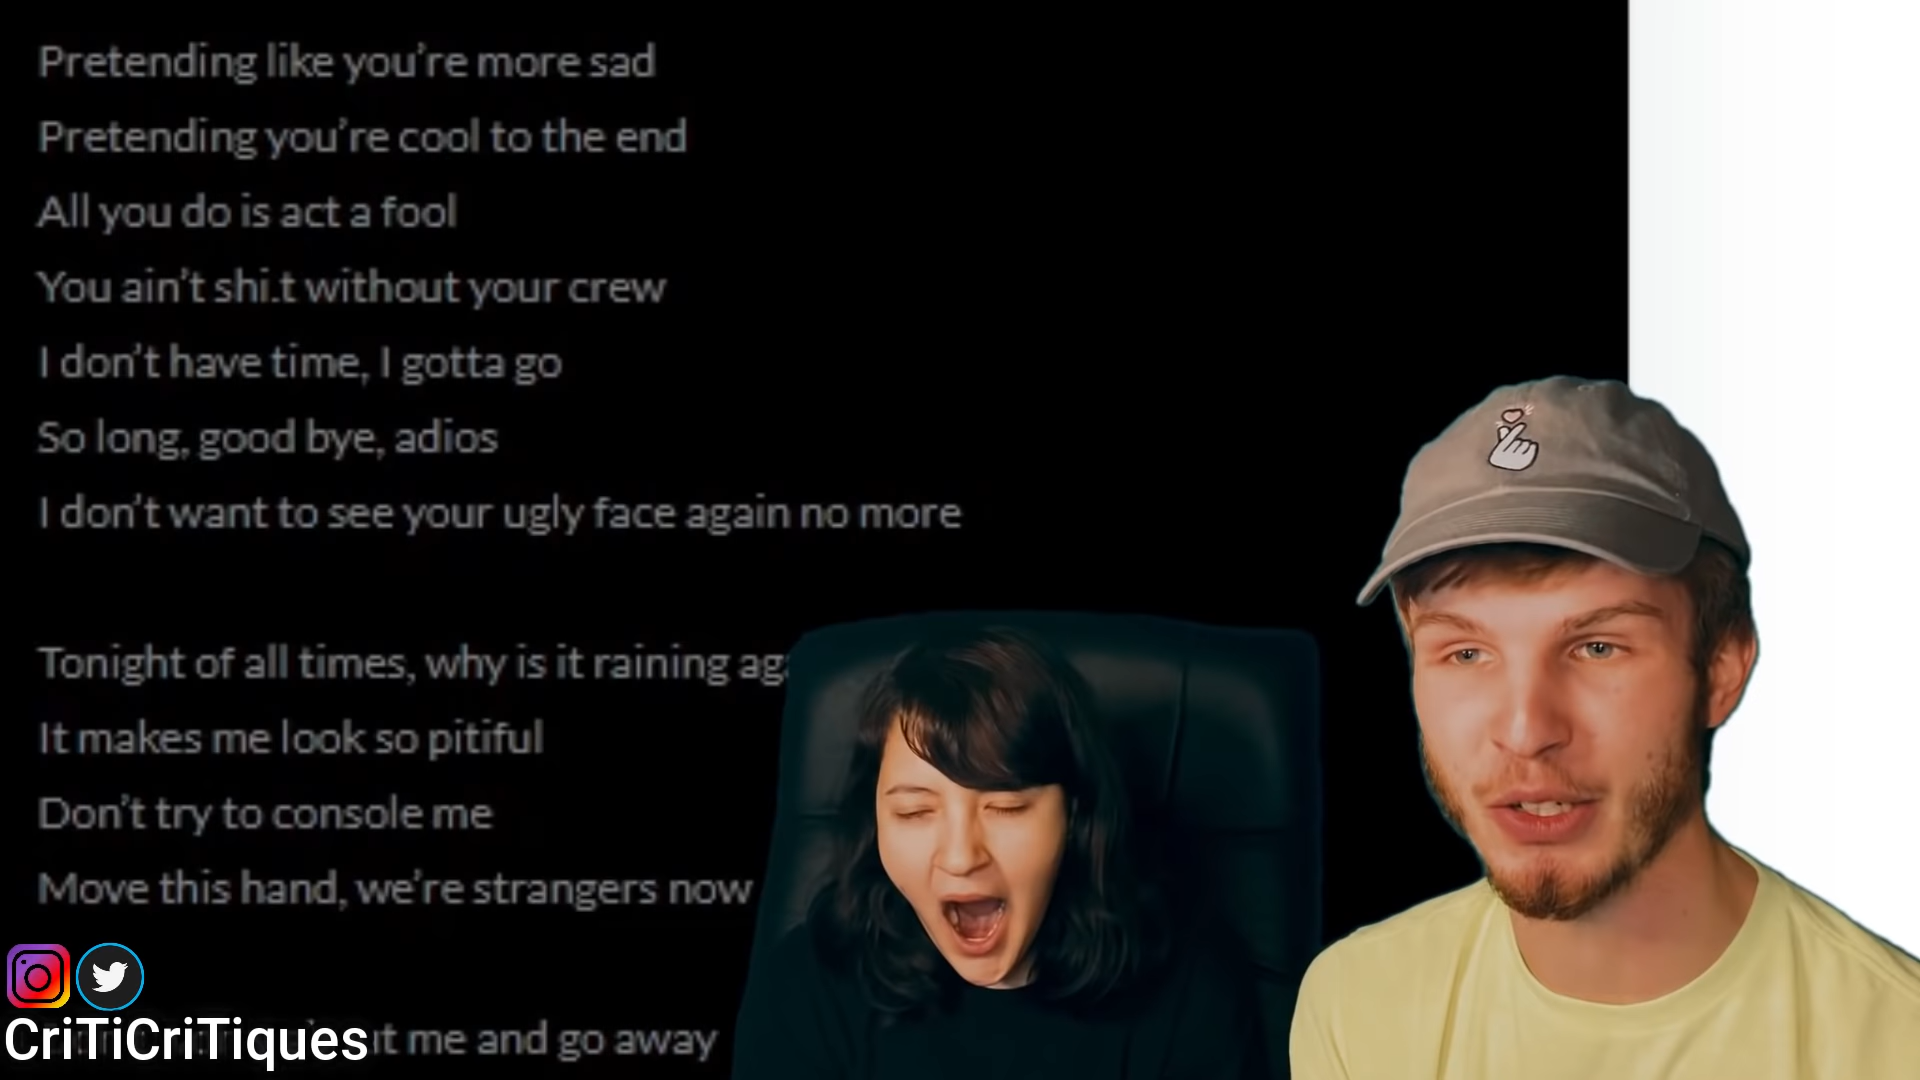 Pretending like you're more sad
Pretending you're cool to the end
All you do is act a fool
You ain't shi.t without your crew
I don't have time, I gotta go
So long, good bye, adios
I don't want to see your ugly face again no more
Tonight of all times, why is it raining
It makes me look so pitiful
Don't try to console me
Move this hand, we're strangers now
me and go away
CriTiCriTiques